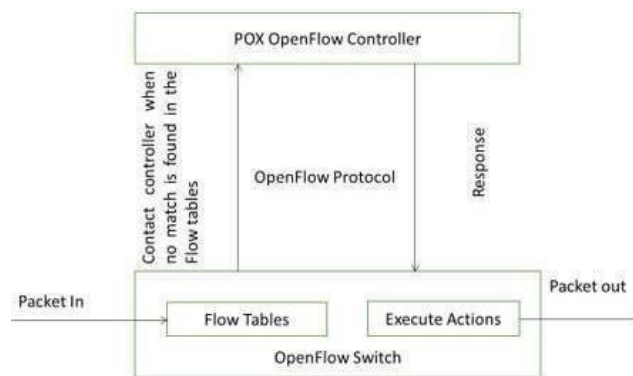 POX OpenFlow Controller
Contact controller when
no match is found in the
Flow tables
OpenFlow Protocol
Response
Packet In
Packet out
Flow Tables
Execute Actions
OpenFlow Switch